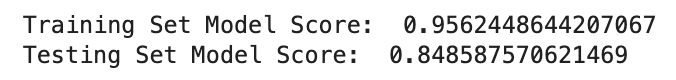 Training Set Model Score:  0.9562448644207067
Testing Set Model Score:  0.848587570621469